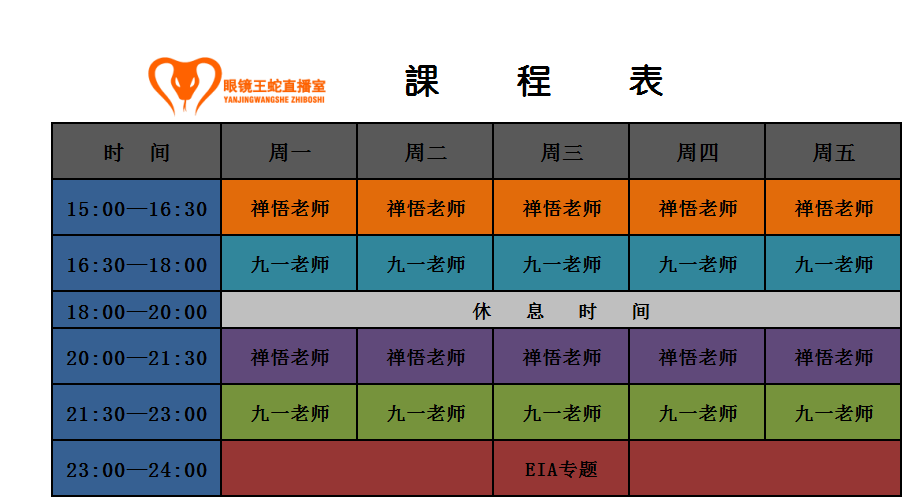 眼镜王蛇直播室
YANJINGWANGSHE ZHIBOSHI
課 程 表
时 间 周一 周二 周三 周四 周五
15:00—16:30 禅悟老师 禅悟老师 禅悟老师 禅悟老师 禅悟老师
16:30—18:00 九一老师 九一老师 九一老师 九一老师 九一老师
18:00—20:00 休 息 时 间
20:00—21:30 禅悟老师 禅悟老师 禅悟老师 禅悟老师 禅悟老师
21:30—23:00 九一老师 九一老师 九一老师 九一老师 九一老师
23:00—24:00 EIA专题